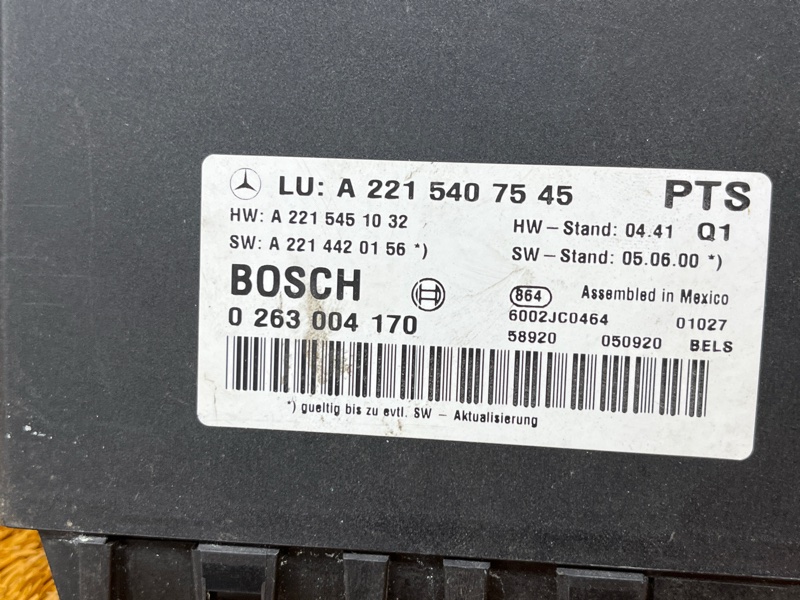 LU: A 221 540 75 45 PTS
HW: A 221 545 10 32 HW-Stand: 04.41 Q1
SW: A 221 442 01 56 *) SW-Stand: 05.06.00 *)
BOSCH 864 Assembled in Mexico
0 263 004 170 6002JC0464 01027
58920 050920 BELS
*) gueltig bis zu evtl. SW - Aktualisierung